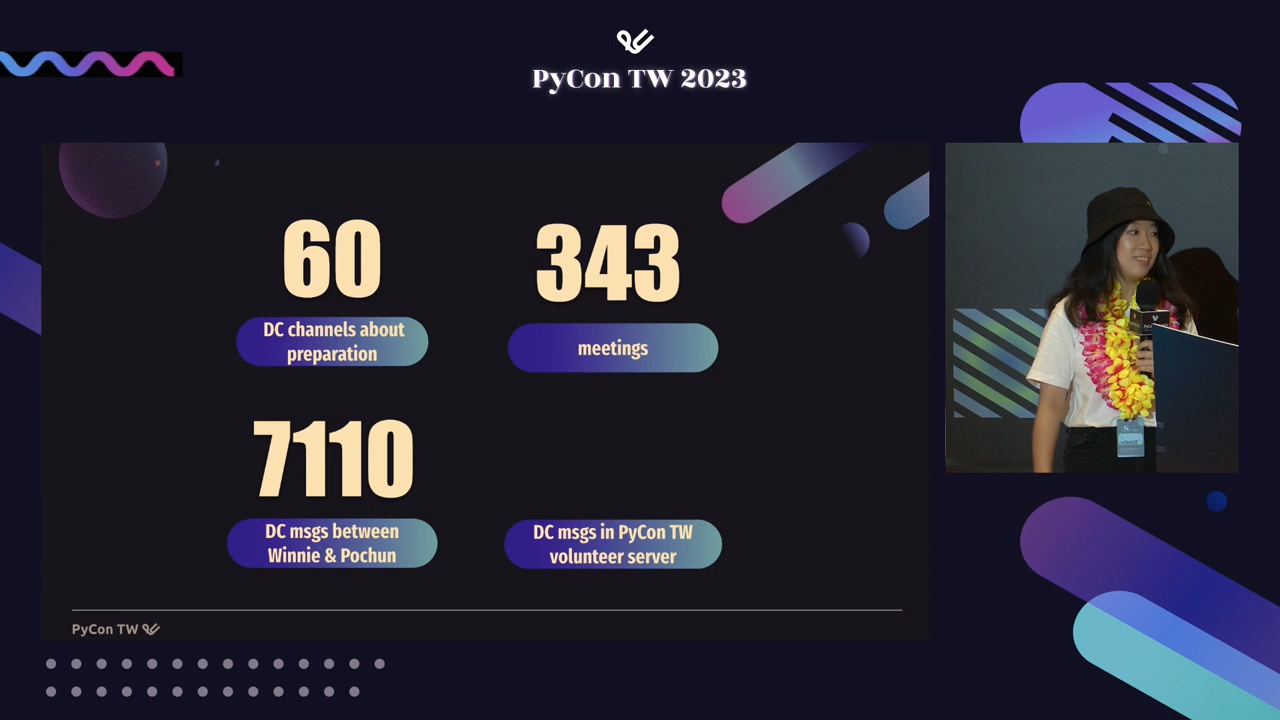 PyCon TW 2023
60
DC channels about
preparation
343
meetings
7110
DC msgs between
Winnie & Pochun
DC msgs in PyCon TW
volunteer server
PyCon TW